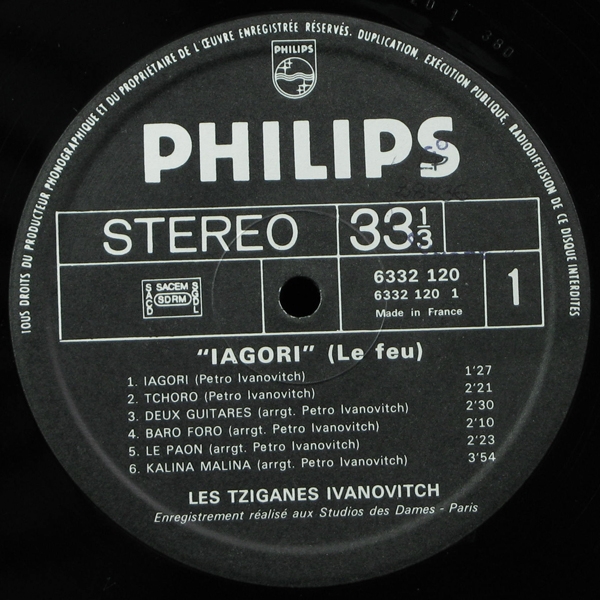 TOUS DROITS DU PRODUCTEUR PHONOGRAPHIQUE ET DU PROPRIÉTAIRE DE L'ŒUVRE ENREGISTRÉE RÉSERVÉS. DUPLICATION, EXÉCUTION PUBLIQUE, RADIODIFFUSION DE CE DISQUE INTERDITES
PHILIPS
PHILIPS
STEREO
33 1/3
SACEM
SACD
SDRM
SGDL
6332 120
6332 120 1
Made in France
1
"IAGORI" (Le feu)
1. IAGORI (Petro Ivanovitch) 1'27
2. TCHORO (Petro Ivanovitch) 2'21
3. DEUX GUITARES (arrgt. Petro Ivanovitch) 2'30
4. BARO FORO (arrgt. Petro Ivanovitch) 2'10
5. LE PAON (arrgt. Petro Ivanovitch) 2'23
6. KALINA MALINA (arrgt. Petro Ivanovitch) 3'54
LES TZIGANES IVANOVITCH
Enregistrement réalisé aux Studios des Dames - Paris